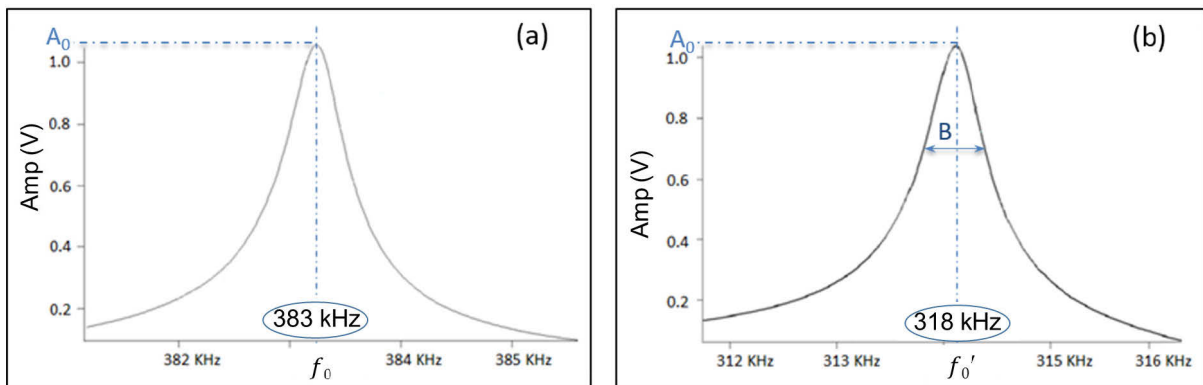 (a)
A₀
Amp (V)
1.0
0.8
0.6
0.4
0.2
383 kHz
382 KHz
384 KHz
385 KHz
f₀
(b)
A₀
Amp (V)
1.0
0.8
0.6
0.4
0.2
B
318 kHz
312 KHz
313 KHz
315 KHz
316 KHz
f₀'